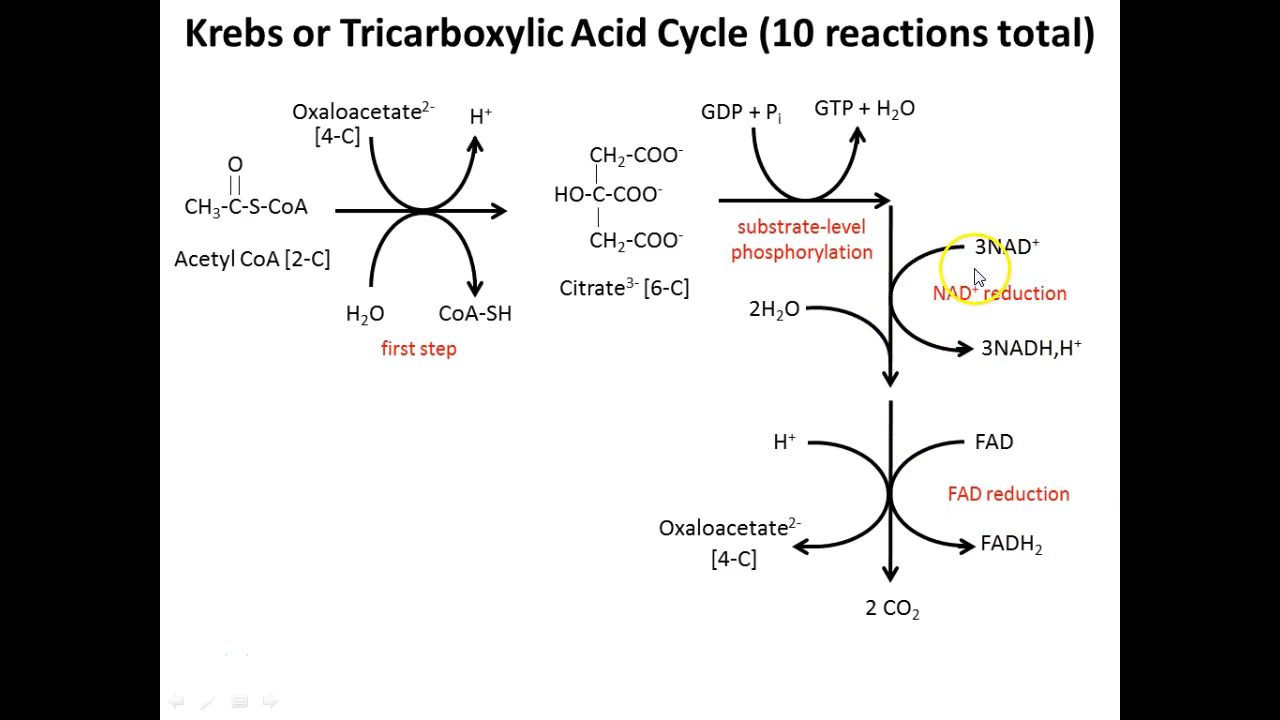 Krebs or Tricarboxylic Acid Cycle (10 reactions total)
Oxaloacetate²⁻
[4-C]
H⁺
O
CH₃-C-S-CoA
Acetyl CoA [2-C]
H₂O
CoA-SH
first step
CH₂-COO⁻
HO-C-COO⁻
CH₂-COO⁻
Citrate³⁻ [6-C]
GDP + Pᵢ
GTP + H₂O
substrate-level
phosphorylation
3NAD⁺
NAD⁺ reduction
2H₂O
3NADH,H⁺
H⁺
FAD
FAD reduction
Oxaloacetate²⁻
[4-C]
FADH₂
2 CO₂